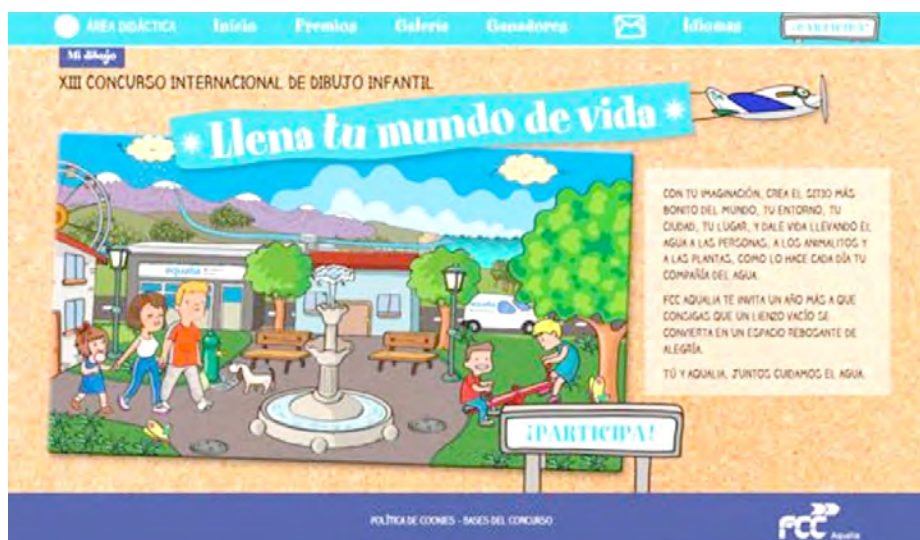 ÁREA DIDÁCTICA Inicio Premios Galería Ganadores Idiomas ¡PARTICIPA!
Mi dibujo
XIII CONCURSO INTERNACIONAL DE DIBUJO INFANTIL
Llena tu mundo de vida
CON TU IMAGINACIÓN, CREA EL SITIO MÁS
BONITO DEL MUNDO, TU ENTORNO, TU
CIUDAD, TU LUGAR, Y DALE VIDA LLEVANDO EL
AGUA A LAS PERSONAS, A LOS ANIMALITOS Y
A LAS PLANTAS, COMO LO HACE CADA DÍA TU
COMPAÑÍA DEL AGUA.
FCC AQUALIA TE INVITA UN AÑO MÁS A QUE
CONSIGAS QUE UN LIENZO VACÍO SE
CONVIERTA EN UN ESPACIO REBOSANTE DE
ALEGRÍA.
TÚ Y AQUALIA, JUNTOS CUIDAMOS EL AGUA.
aqualia
aqualia
¡PARTICIPA!
POLÍTICA DE COOKIES - BASES DEL CONCURSO
FCC Aqualia